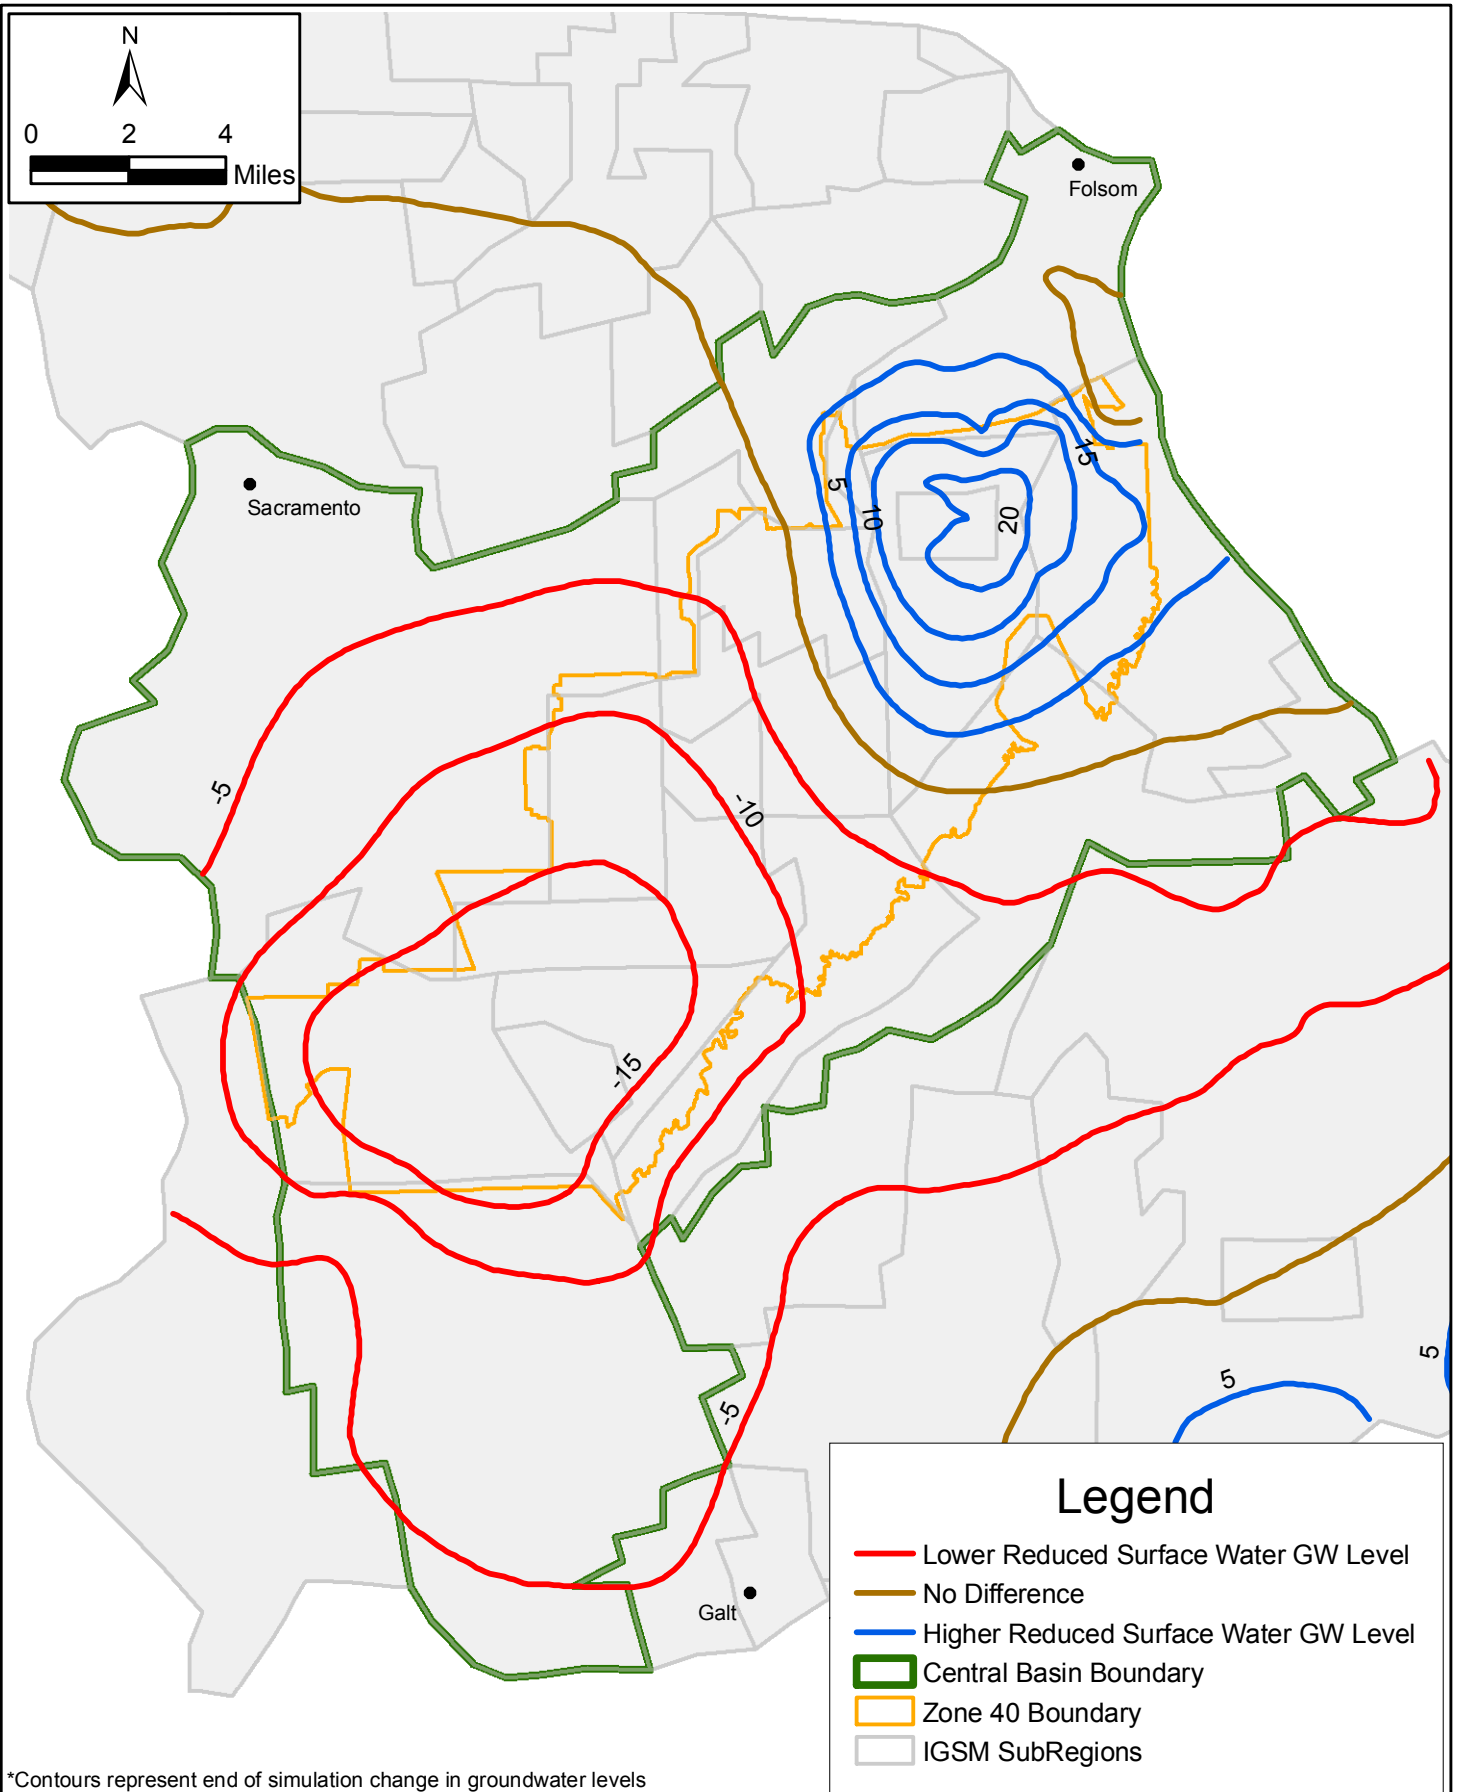 N
0 2 4
Miles
Folsom
Sacramento
15
5
10
20
-5
-10
-15
5
5
-5
Galt
Legend
Lower Reduced Surface Water GW Level
No Difference
Higher Reduced Surface Water GW Level
Central Basin Boundary
Zone 40 Boundary
IGSM SubRegions
*Contours represent end of simulation change in groundwater levels